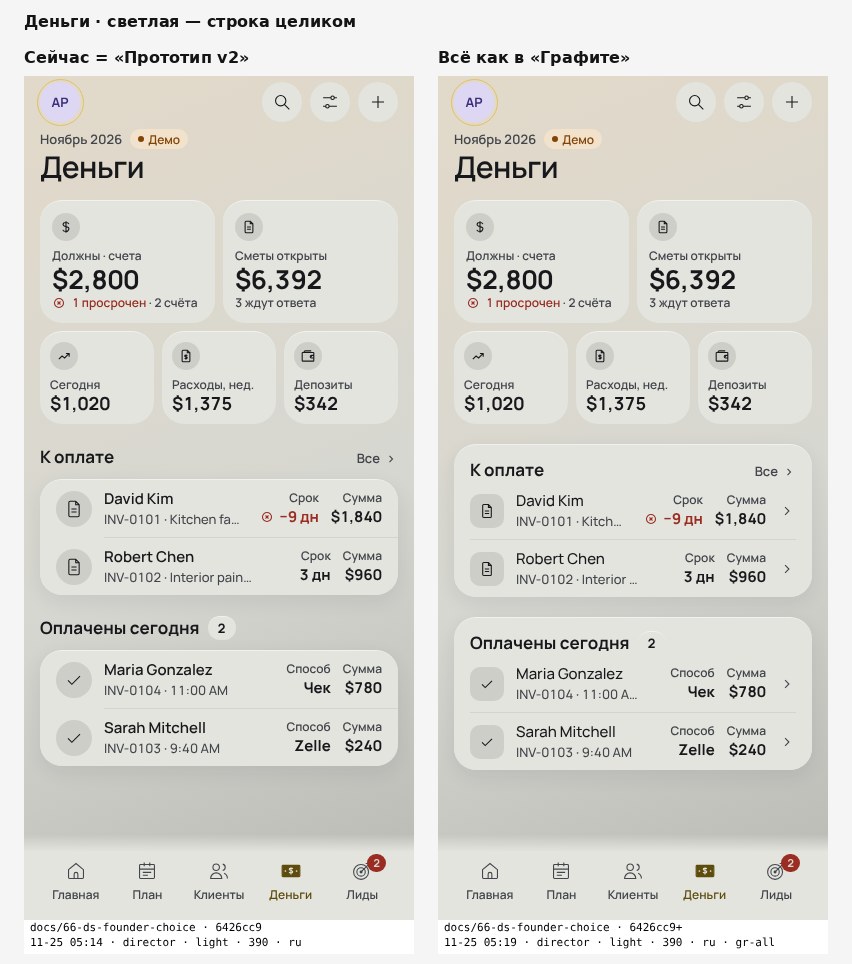 Деньги · светлая — строка целиком
Сейчас = «Прототип v2»
AP
Ноябрь 2026
Демо
Деньги
$
Должны · счета
$2,800
1 просрочен · 2 счёта
Сметы открыты
$6,392
3 ждут ответа
Сегодня
$1,020
Расходы, нед.
$1,375
Депозиты
$342
К оплате
Все
David Kim
INV-0101 · Kitchen fa...
Срок
−9 дн
Сумма
$1,840
Robert Chen
INV-0102 · Interior pain...
Срок
3 дн
Сумма
$960
Оплачены сегодня 2
Maria Gonzalez
INV-0104 · 11:00 AM
Способ
Чек
Сумма
$780
Sarah Mitchell
INV-0103 · 9:40 AM
Способ
Zelle
Сумма
$240
Главная
План
Клиенты
Деньги
2
Лиды
docs/66-ds-founder-choice · 6426cc9
11-25 05:14 · director · light · 390 · ru
Всё как в «Графите»
AP
Ноябрь 2026
Демо
Деньги
$
Должны · счета
$2,800
1 просрочен · 2 счёта
Сметы открыты
$6,392
3 ждут ответа
Сегодня
$1,020
Расходы, нед.
$1,375
Депозиты
$342
К оплате
Все
David Kim
INV-0101 · Kitch...
Срок
−9 дн
Сумма
$1,840
Robert Chen
INV-0102 · Interior ...
Срок
3 дн
Сумма
$960
Оплачены сегодня 2
Maria Gonzalez
INV-0104 · 11:00 A...
Способ
Чек
Сумма
$780
Sarah Mitchell
INV-0103 · 9:40 AM
Способ
Zelle
Сумма
$240
Главная
План
Клиенты
Деньги
2
Лиды
docs/66-ds-founder-choice · 6426cc9+
11-25 05:19 · director · light · 390 · ru · gr-all